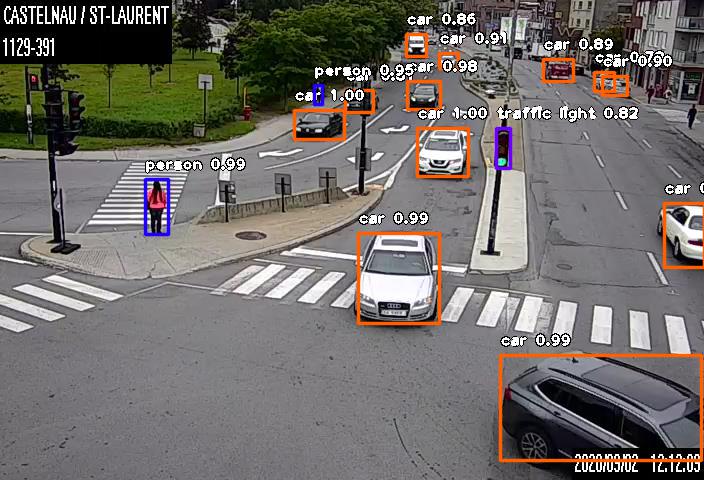 CASTELNAU / ST-LAURENT
1129-391
car 0.86
car 0.91
car 0.89
person 0.95
car 0.98
0.90
car 1.00
car 1.00 traffic light 0.82
person 0.99
car 0.99
car 0.99
2020/09/02 12:12:09